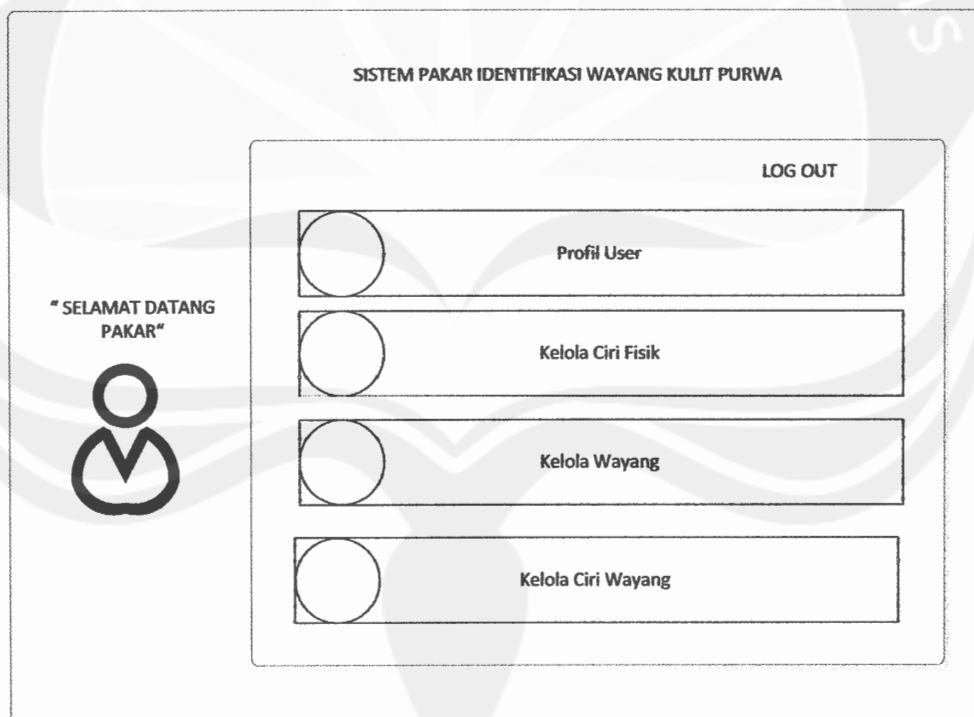 SISTEM PAKAR IDENTIFIKASI WAYANG KULIT PURWA
LOG OUT
Profil User
" SELAMAT DATANG
PAKAR"
Kelola Ciri Fisik
Kelola Wayang
Kelola Ciri Wayang